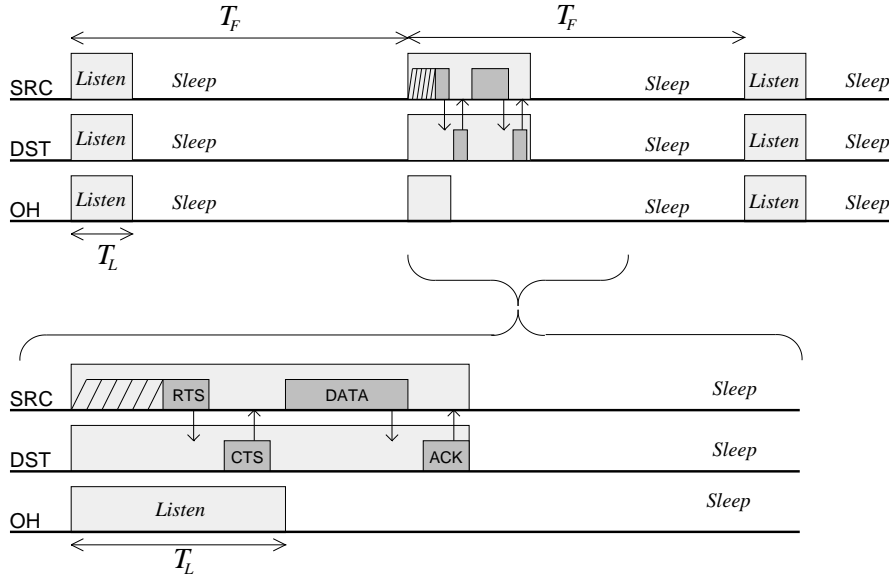 T_F T_F
SRC Listen Sleep Sleep Listen Sleep
DST Listen Sleep Sleep Listen Sleep
OH Listen Sleep Sleep Listen Sleep
T_L
SRC RTS DATA Sleep
DST CTS ACK Sleep
OH Listen Sleep
T_L